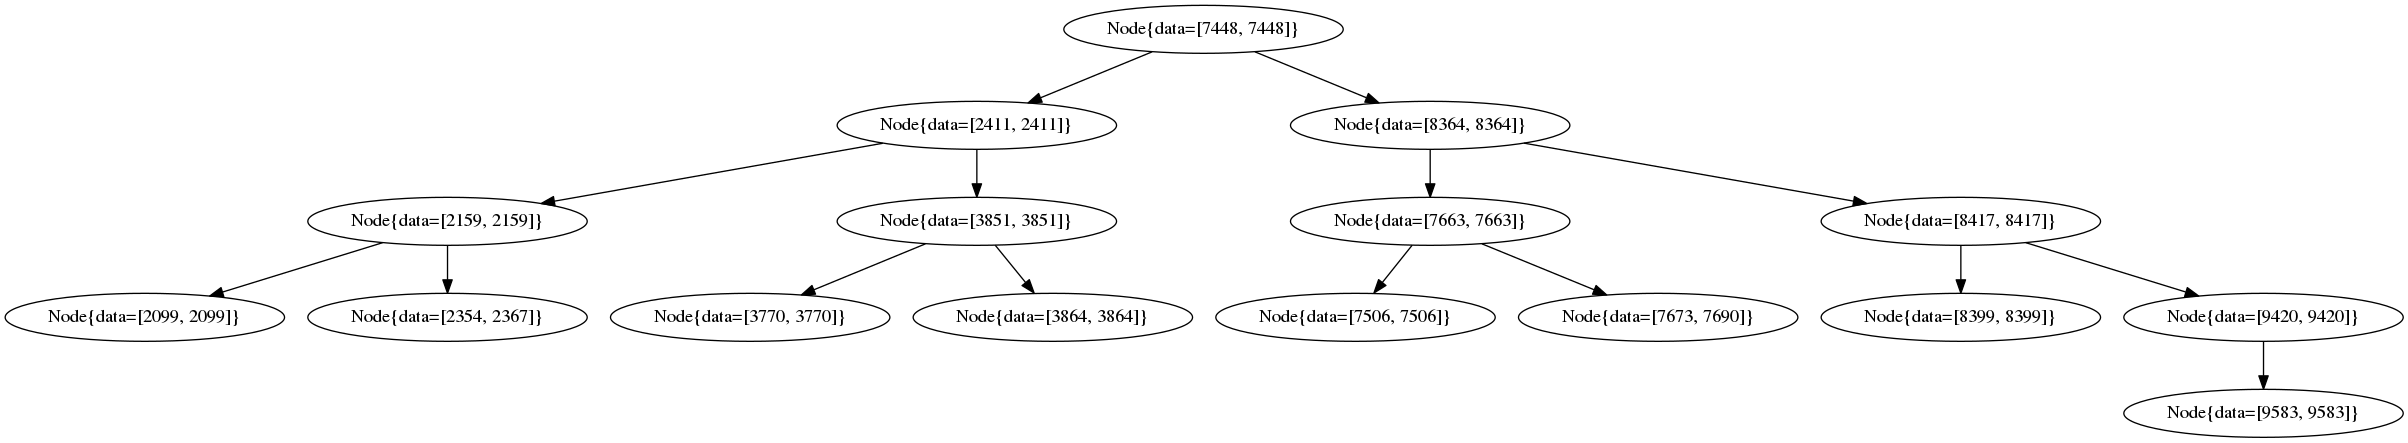 Node{data=[7448, 7448]}
Node{data=[2411, 2411]}
Node{data=[8364, 8364]}
Node{data=[2159, 2159]}
Node{data=[3851, 3851]}
Node{data=[7663, 7663]}
Node{data=[8417, 8417]}
Node{data=[2099, 2099]}
Node{data=[2354, 2367]}
Node{data=[3770, 3770]}
Node{data=[3864, 3864]}
Node{data=[7506, 7506]}
Node{data=[7673, 7690]}
Node{data=[8399, 8399]}
Node{data=[9420, 9420]}
Node{data=[9583, 9583]}